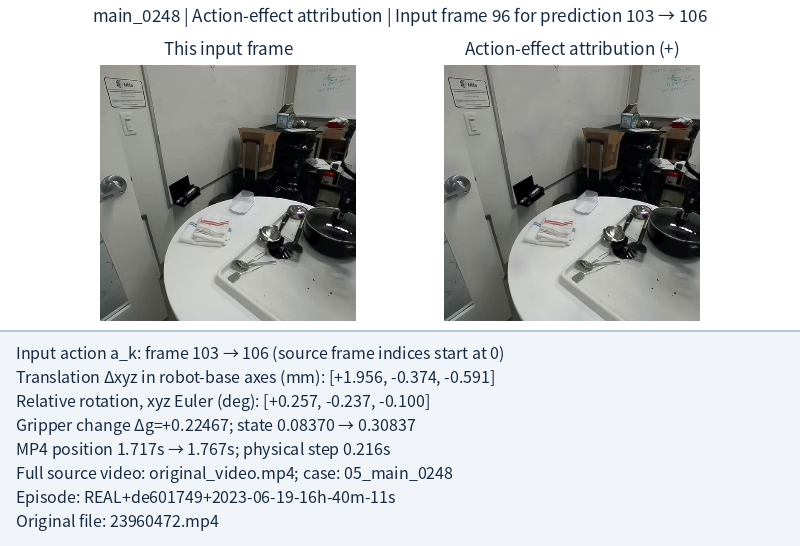 main_0248 | Action-effect attribution | Input frame 96 for prediction 103 → 106
This input frame
Action-effect attribution (+)
Input action a_k: frame 103 → 106 (source frame indices start at 0)
Translation Δxyz in robot-base axes (mm): [+1.956, -0.374, -0.591]
Relative rotation, xyz Euler (deg): [+0.257, -0.237, -0.100]
Gripper change Δg=+0.22467; state 0.08370 → 0.30837
MP4 position 1.717s → 1.767s; physical step 0.216s
Full source video: original_video.mp4; case: 05_main_0248
Episode: REAL+de601749+2023-06-19-16h-40m-11s
Original file: 23960472.mp4